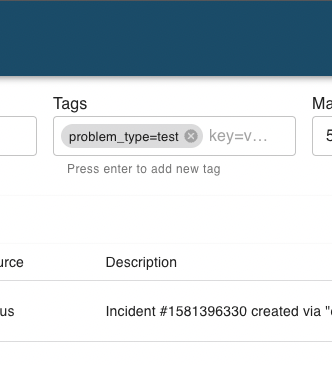 Tags
Ma
problem_type=test key=v…
5
Press enter to add new tag
urce
Description
us
Incident #1581396330 created via "